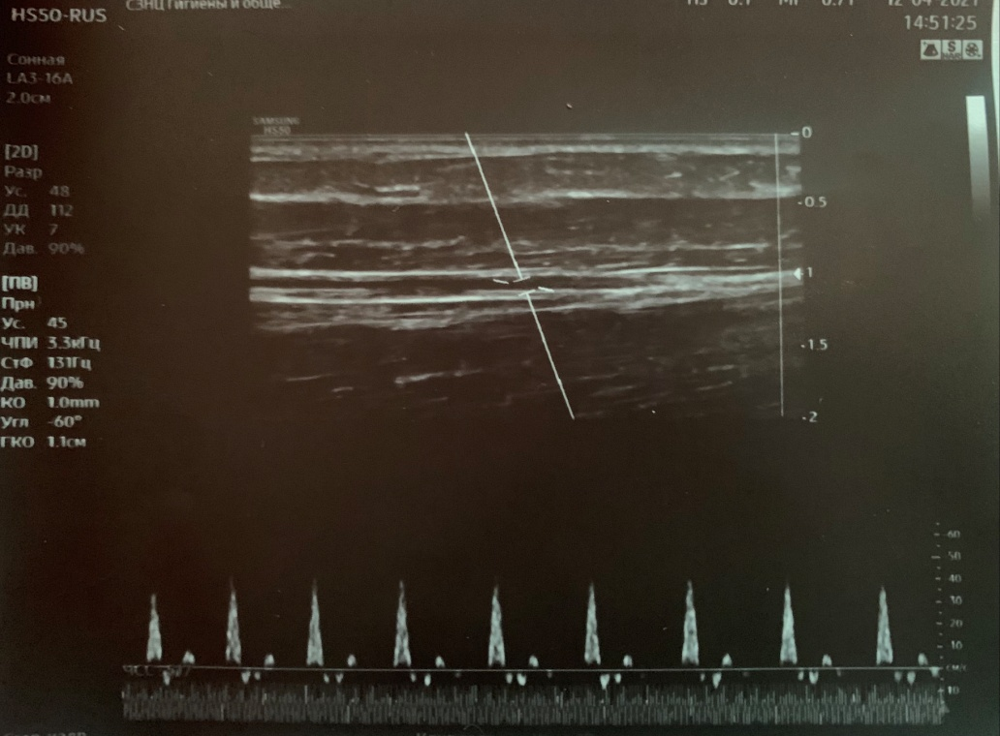 СЗНЦ Гигиены и обще...
HS50-RUS
12-04-2021
14:51:25
S
Сонная
LA3-16A
2.0см
SAMSUNG
HS50
[2D]
Разр
Ус. 48
ДД 112
УК 7
Дав. 90%
[ПВ]
Прн
Ус. 45
ЧПИ 3.3кГц
СтФ 131Гц
Дав. 90%
КО 1.0mm
Угл -60°
ГКО 1.1см
0
-0.5
1
-1.5
-2
60
50
40
30
20
10
10